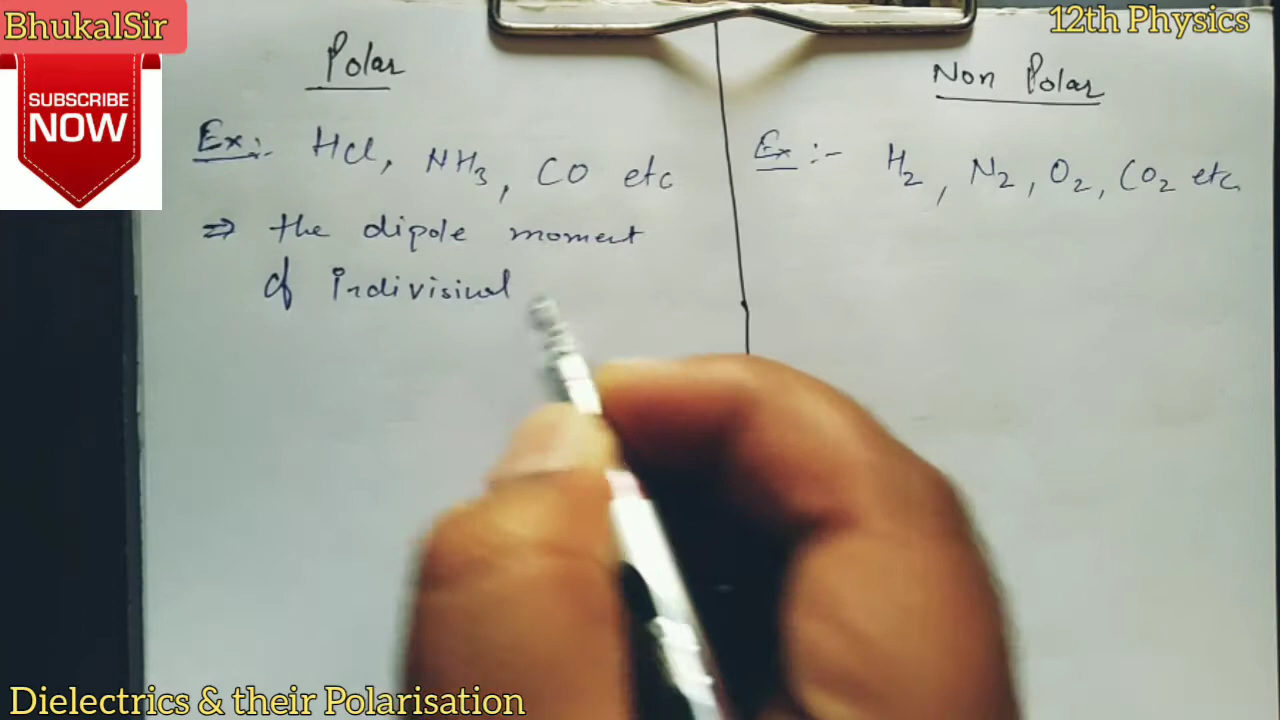 BhukalSir
12th Physics
SUBSCRIBE
NOW
Polar
Ex:- HCl, NH3, CO etc
⇒ the dipole moment
of indivisiual
Non Polar
Ex :- H2, N2, O2, CO2 etc
Dielectrics & their Polarisation